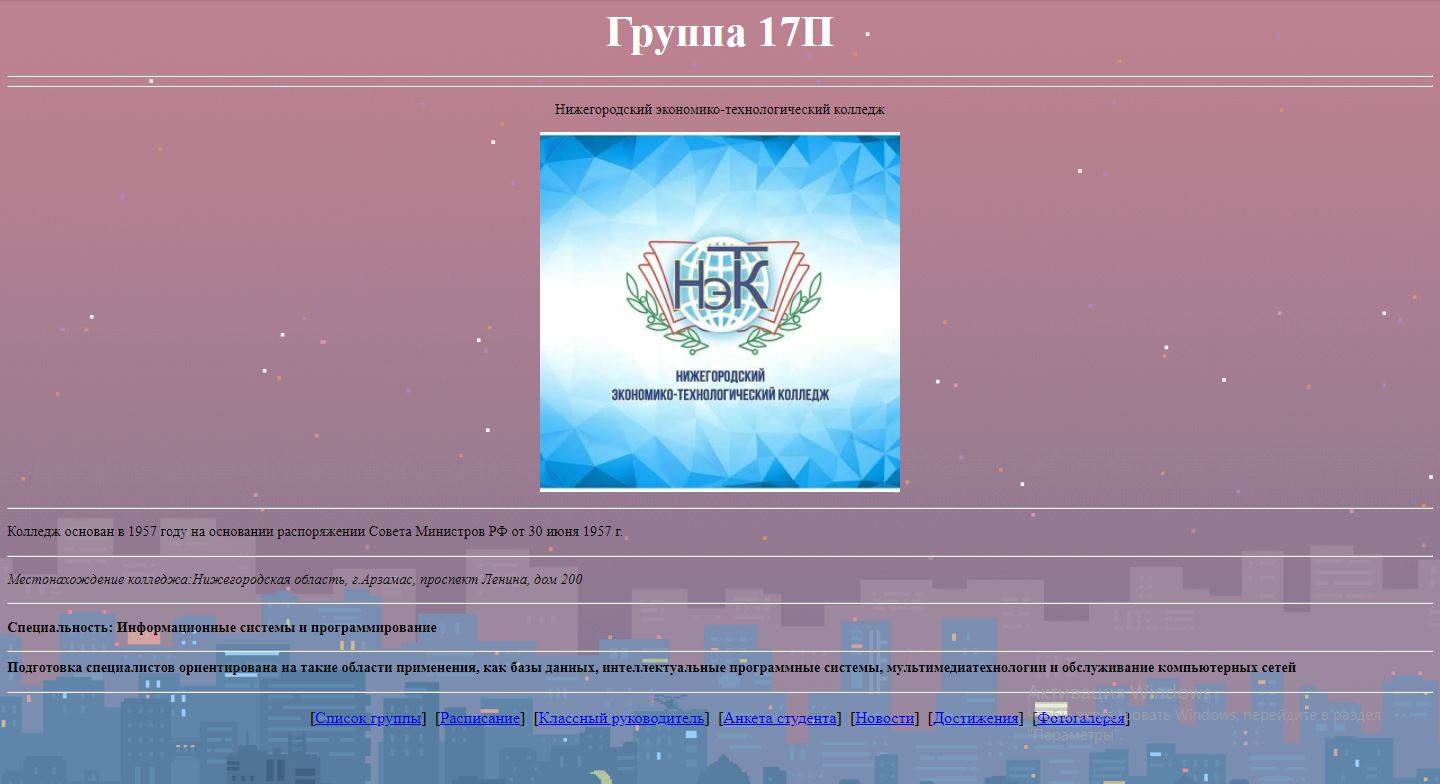 Группа 17П
Нижегородский экономико-технологический колледж
НэТК
НИЖЕГОРОДСКИЙ
ЭКОНОМИКО-ТЕХНОЛОГИЧЕСКИЙ КОЛЛЕДЖ
Колледж основан в 1957 году на основании распоряжении Совета Министров РФ от 30 июня 1957 г.
Местонахождение колледжа:Нижегородская область, г.Арзамас, проспект Ленина, дом 200
Специальность: Информационные системы и программирование
Подготовка специалистов ориентирована на такие области применения, как базы данных, интеллектуальные программные системы, мультимедиатехнологии и обслуживание компьютерных сетей
[Список группы] [Расписание] [Классный руководитель] [Анкета студента] [Новости] [Достижения] [Фотогалерея]
Активация Windows
Windows, перейдите в раздел
"Параметры".